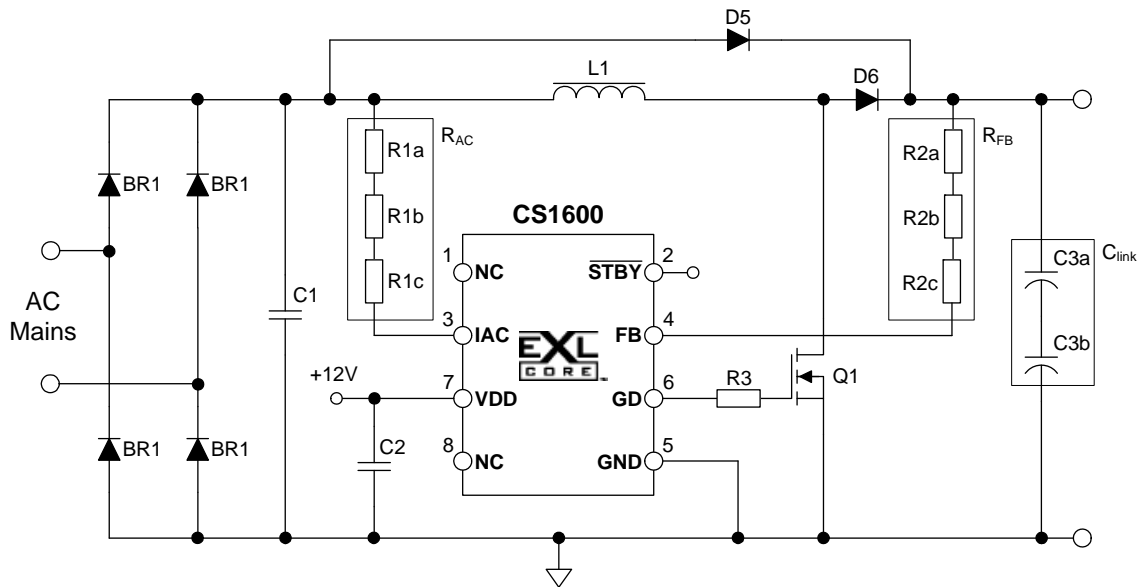 D5
L1
D6
R_AC
R_FB
R1a
R2a
BR1
BR1
CS1600
R1b
R2b
1
2
NC
STBY
C3a
C_link
R1c
R2c
C1
AC
Mains
3
4
IAC
FB
EXL
CORE
TM
C3b
+12V
7
6
R3
Q1
VDD
GD
BR1
BR1
8
5
C2
NC
GND